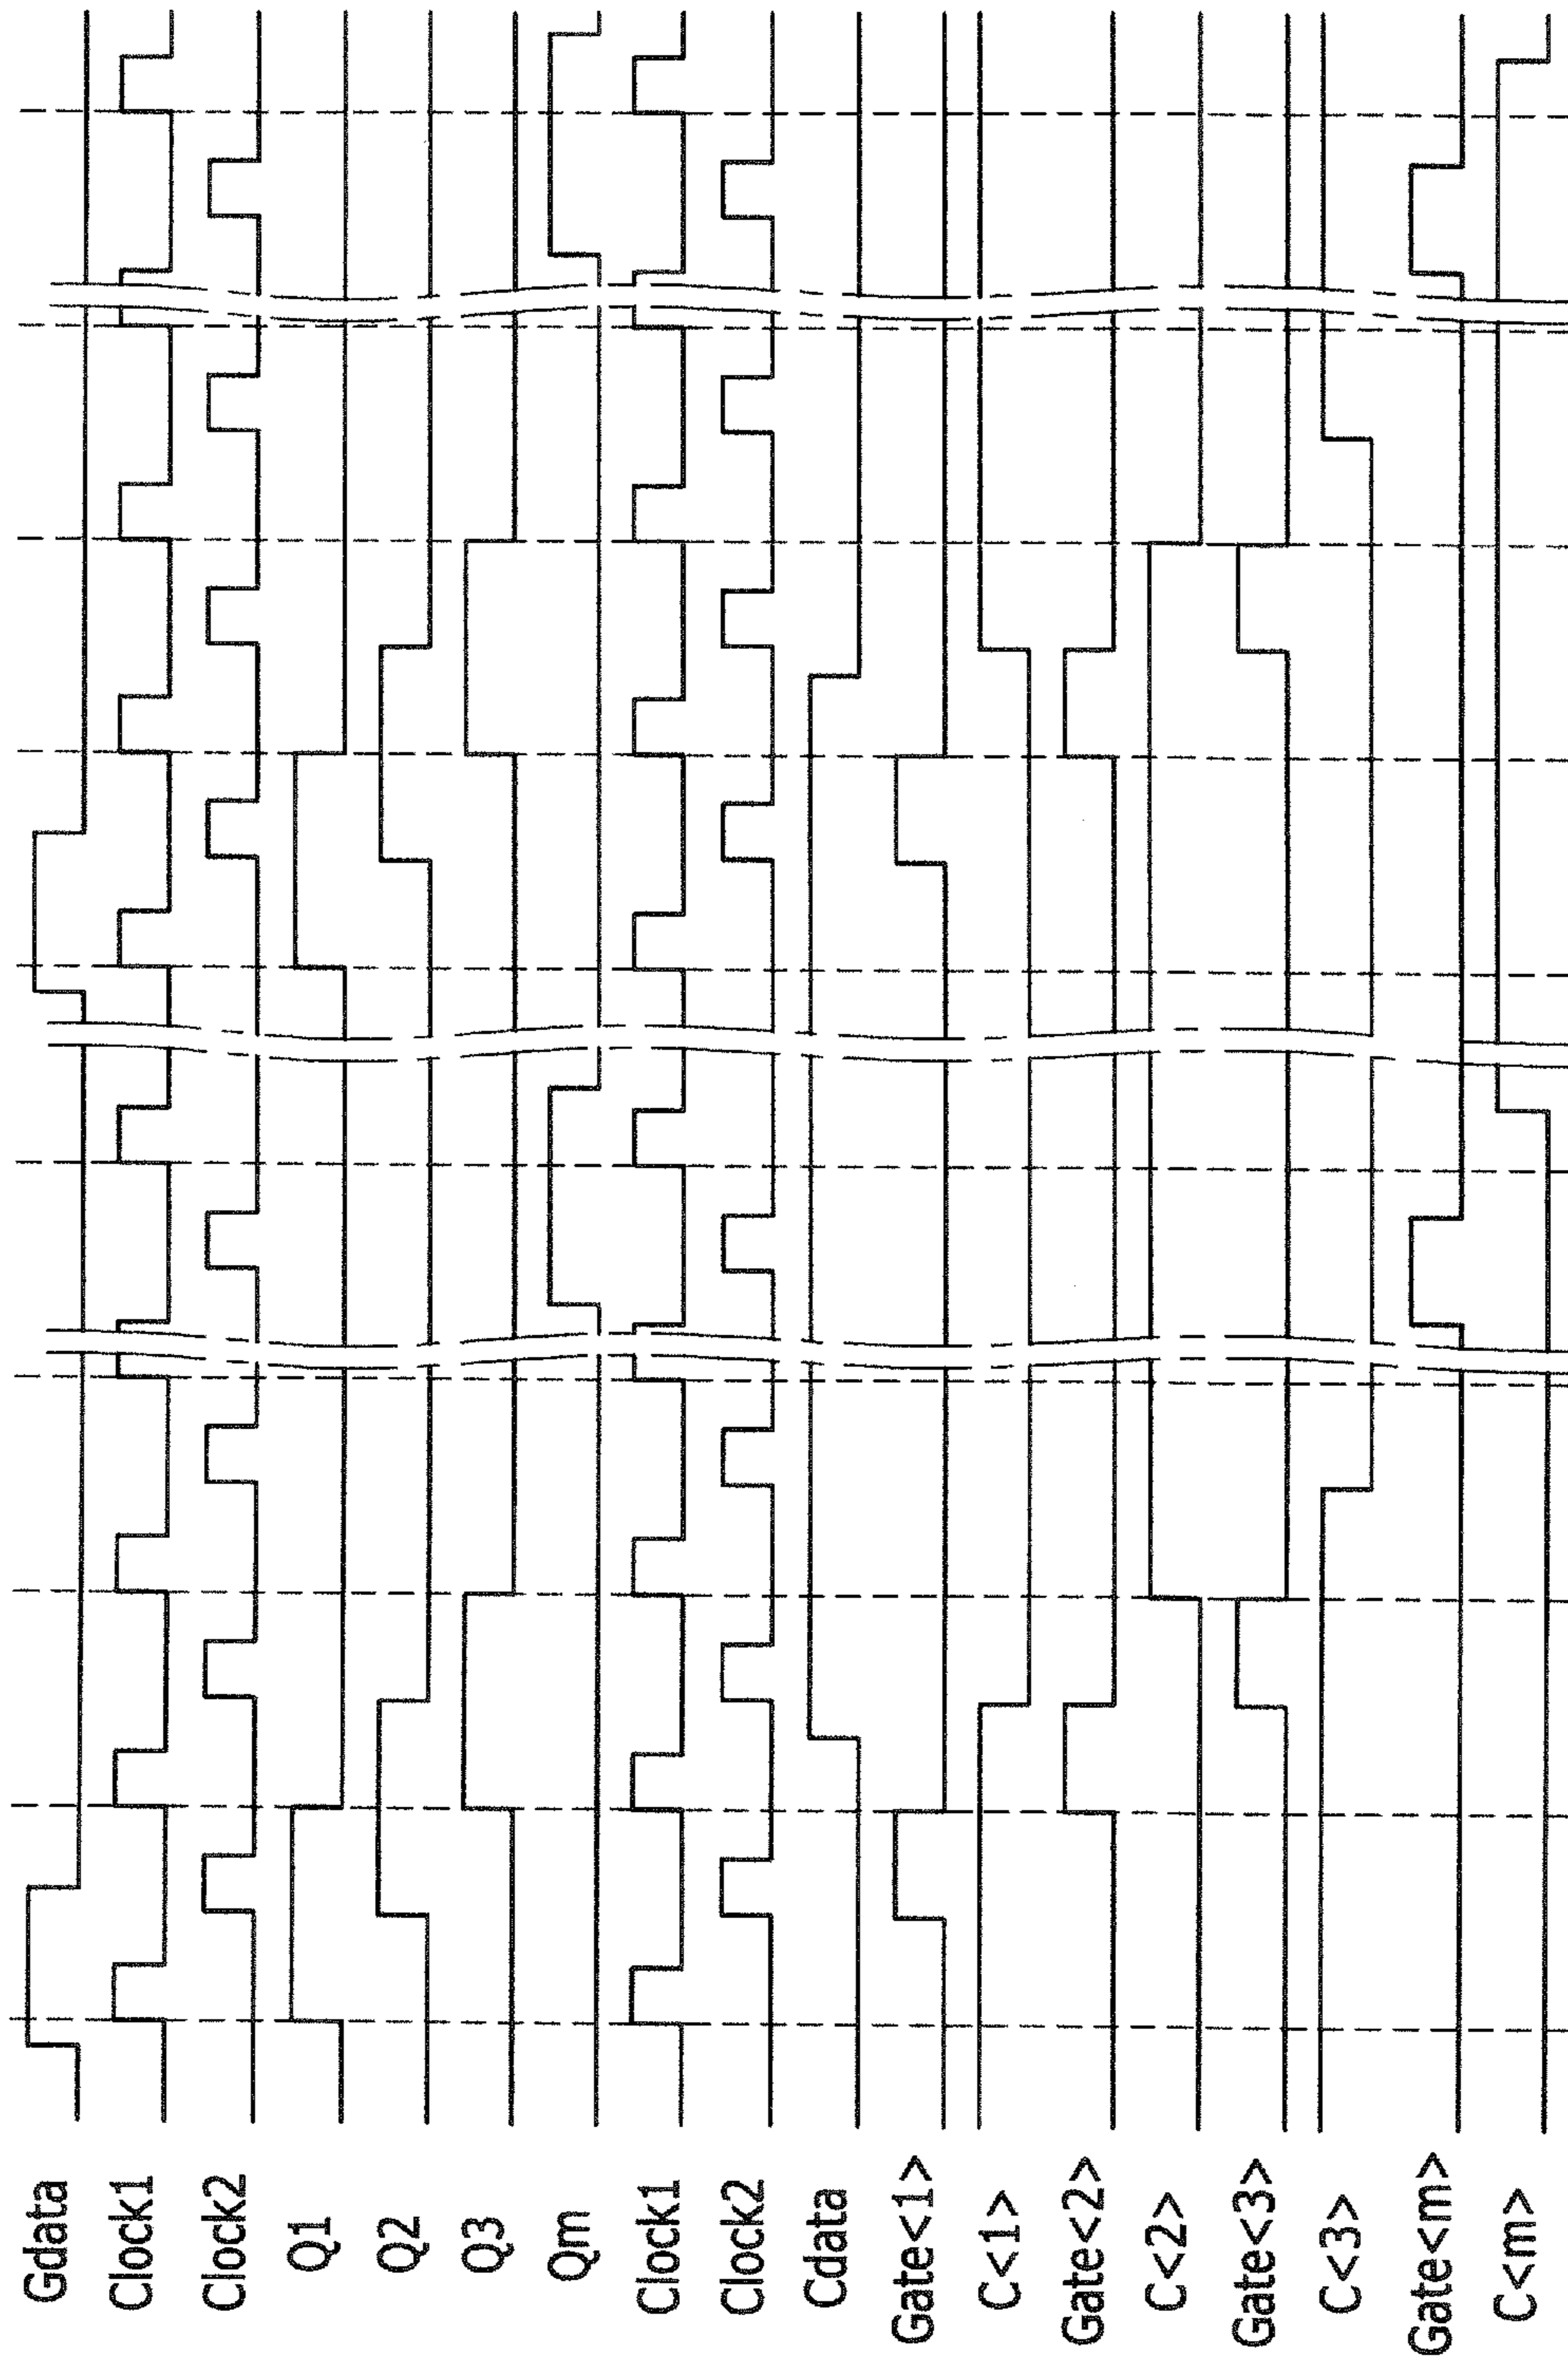 Gdata
Clock1
Clock2
Q1
Q2
Q3
Qm
Clock1
Clock2
Cdata
Gate<1>
C<1>
Gate<2>
C<2>
Gate<3>
C<3>
Gate<m>
C<m>